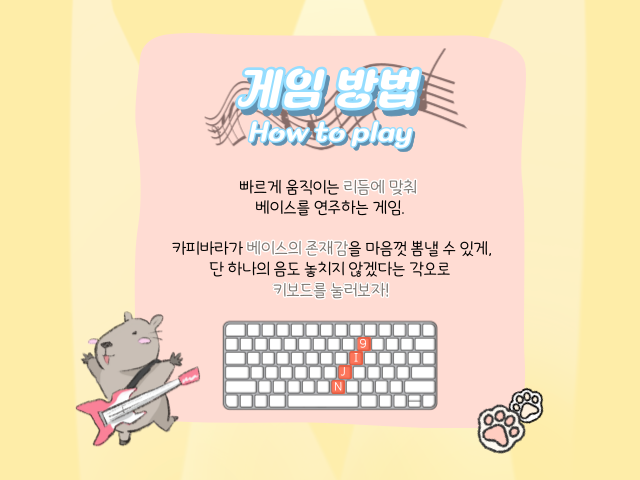 게임 방법
How to play
빠르게 움직이는 리듬에 맞춰
베이스를 연주하는 게임.
카피바라가 베이스의 존재감을 마음껏 뽐낼 수 있게,
단 하나의 음도 놓치지 않겠다는 각오로
키보드를 눌러보자!
9
I
J
N